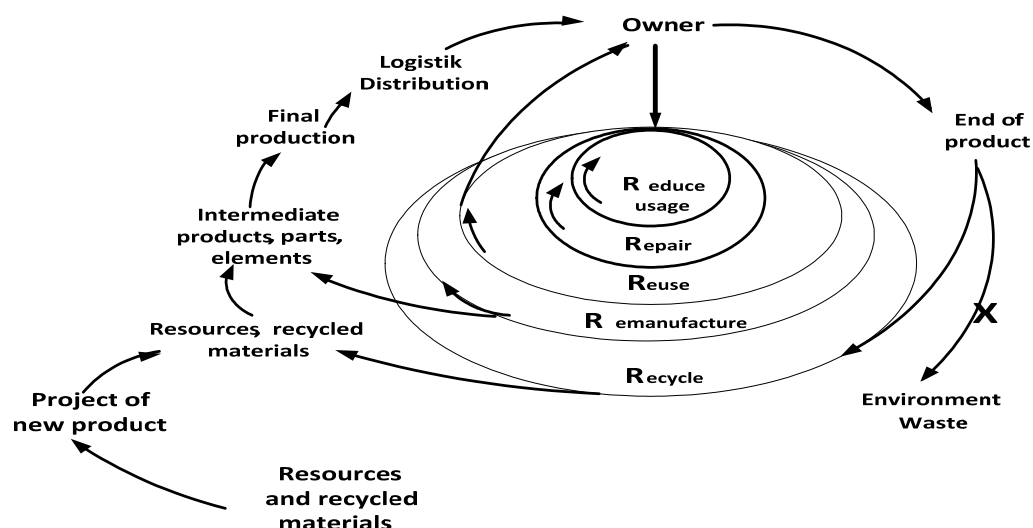 Owner
Logistik
Distribution
Final
production
End of
product
R educe
usage
Intermediate
products, parts,
elements
Repair
Reuse
R emanufacture
Resources, recycled
materials
Recycle
X
Project of
new product
Environment
Waste
Resources
and recycled
materials